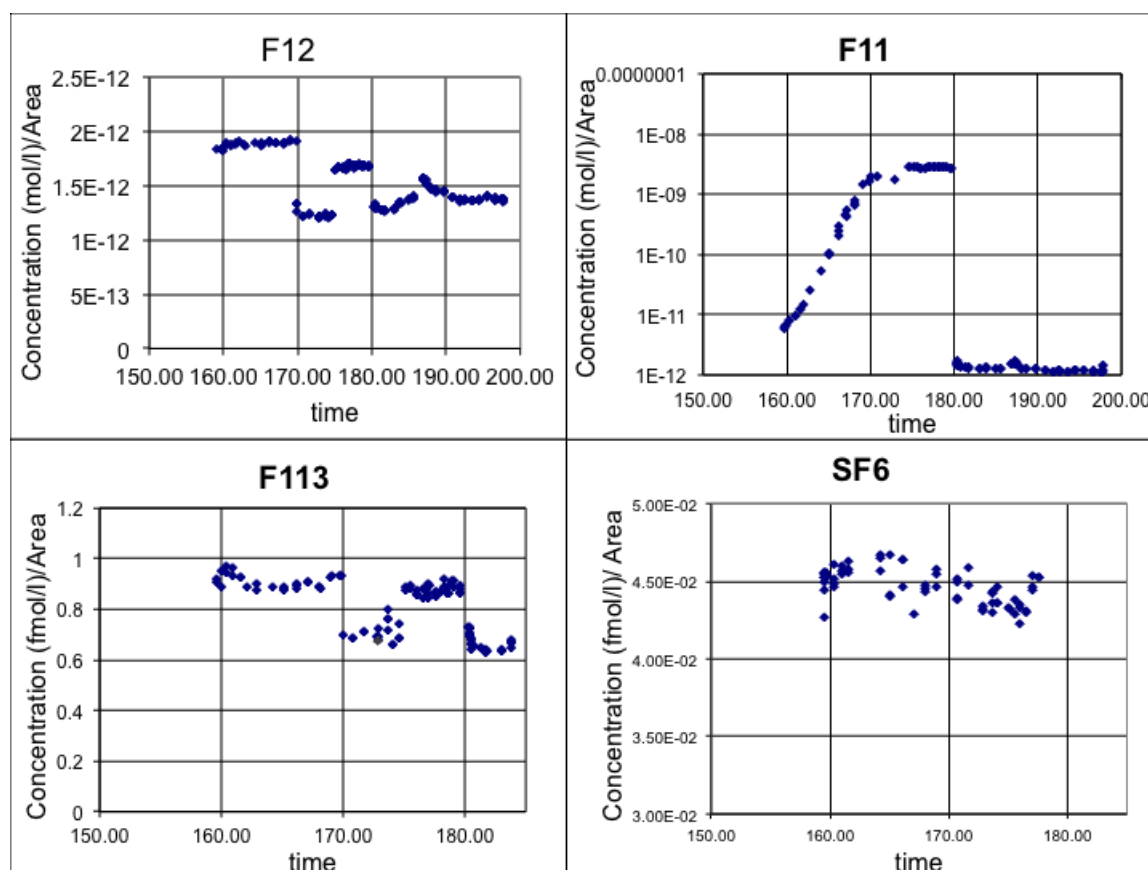 F12
Concentration (mol/l)/Area
2.5E-12
2E-12
1.5E-12
1E-12
5E-13
0
150.00 160.00 170.00 180.00 190.00 200.00
time
F11
Concentration (mol/l)/Area
0.0000001
1E-08
1E-09
1E-10
1E-11
1E-12
150.00 160.00 170.00 180.00 190.00 200.00
time
F113
Concentration (fmol/l)/Area
1.2
1
0.8
0.6
0.4
0.2
0
150.00 160.00 170.00 180.00
time
SF6
Concentration (fmol/l)/ Area
5.00E-02
4.50E-02
4.00E-02
3.50E-02
3.00E-02
150.00 160.00 170.00 180.00
time